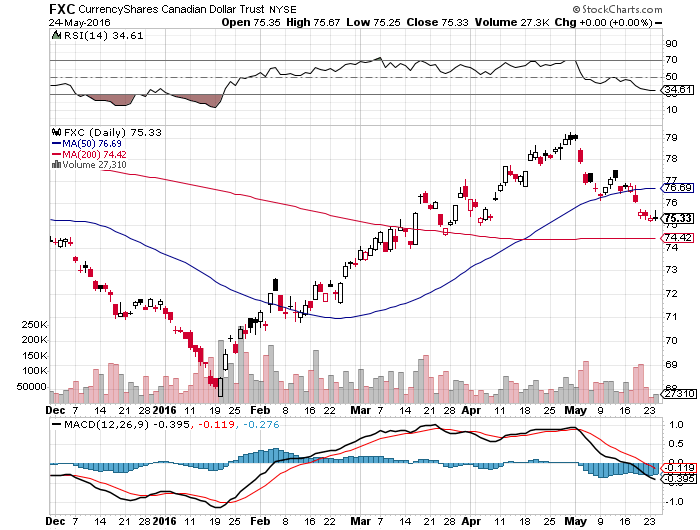 FXC CurrencyShares Canadian Dollar Trust NYSE © StockCharts.com
24-May-2016 Open 75.35 High 75.67 Low 75.25 Close 75.33 Volume 27.3K Chg +0.00 (+0.00%)
RSI(14) 34.61
90
70
50
34.61
30
10
FXC (Daily) 75.33
MA(50) 76.69
MA(200) 74.42
Volume 27,310
79
78
77
76.69
76
75.33
75
74.42
74
73
72
71
70
69
68
250K
200K
150K
100K
50000
27310
Dec 7 14 21 28 2016 11 19 25 Feb 8 16 22 Mar 7 14 21 28 Apr 11 18 25 May 9 16 23
MACD(12,26,9) -0.395, -0.119, -0.276
1.0
0.5
0.0
-0.119
-0.395
-0.5
-1.0
Dec 7 14 21 28 2016 11 19 25 Feb 8 16 22 Mar 7 14 21 28 Apr 11 18 25 May 9 16 23